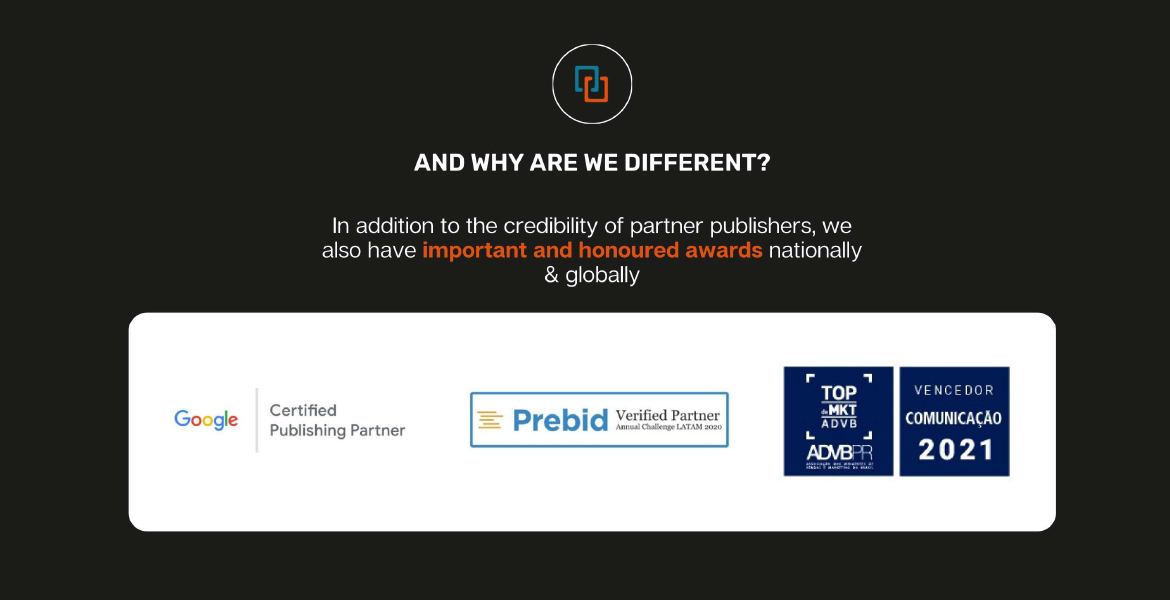 AND WHY ARE WE DIFFERENT?
In addition to the credibility of partner publishers, we
also have important and honoured awards nationally
& globally
Google
Certified
Publishing Partner
Prebid
Verified Partner
Annual Challenge LATAM 2020
TOP
de MKT
ADVB
ADVBPR
VENCEDOR
COMUNICAÇÃO
2021